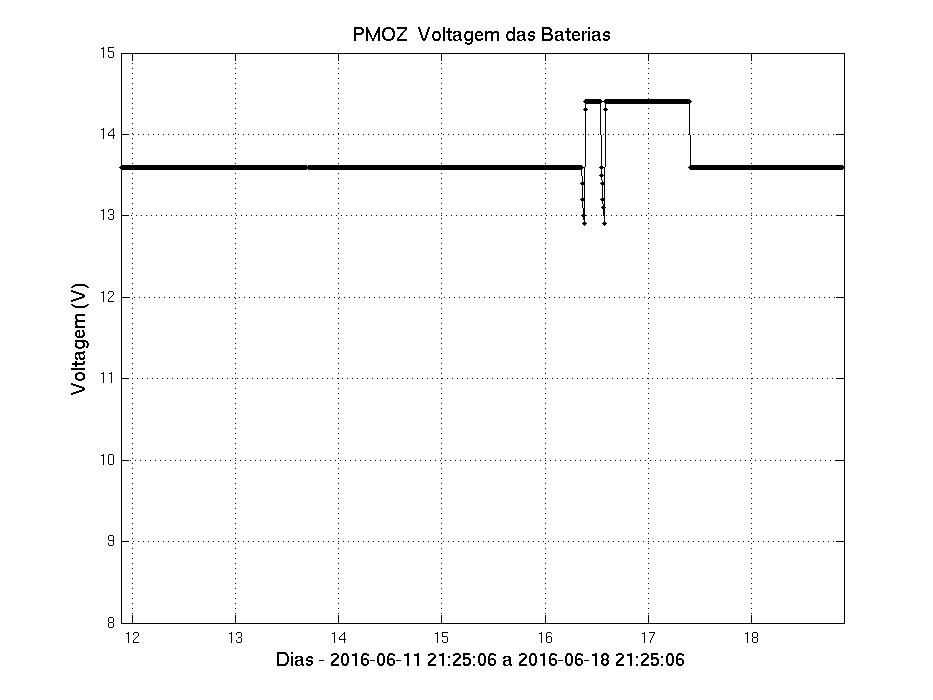 PMOZ  Voltagem das Baterias
15
14
13
12
11
10
9
8
Voltagem (V)
12 13 14 15 16 17 18
Dias - 2016-06-11 21:25:06 a 2016-06-18 21:25:06